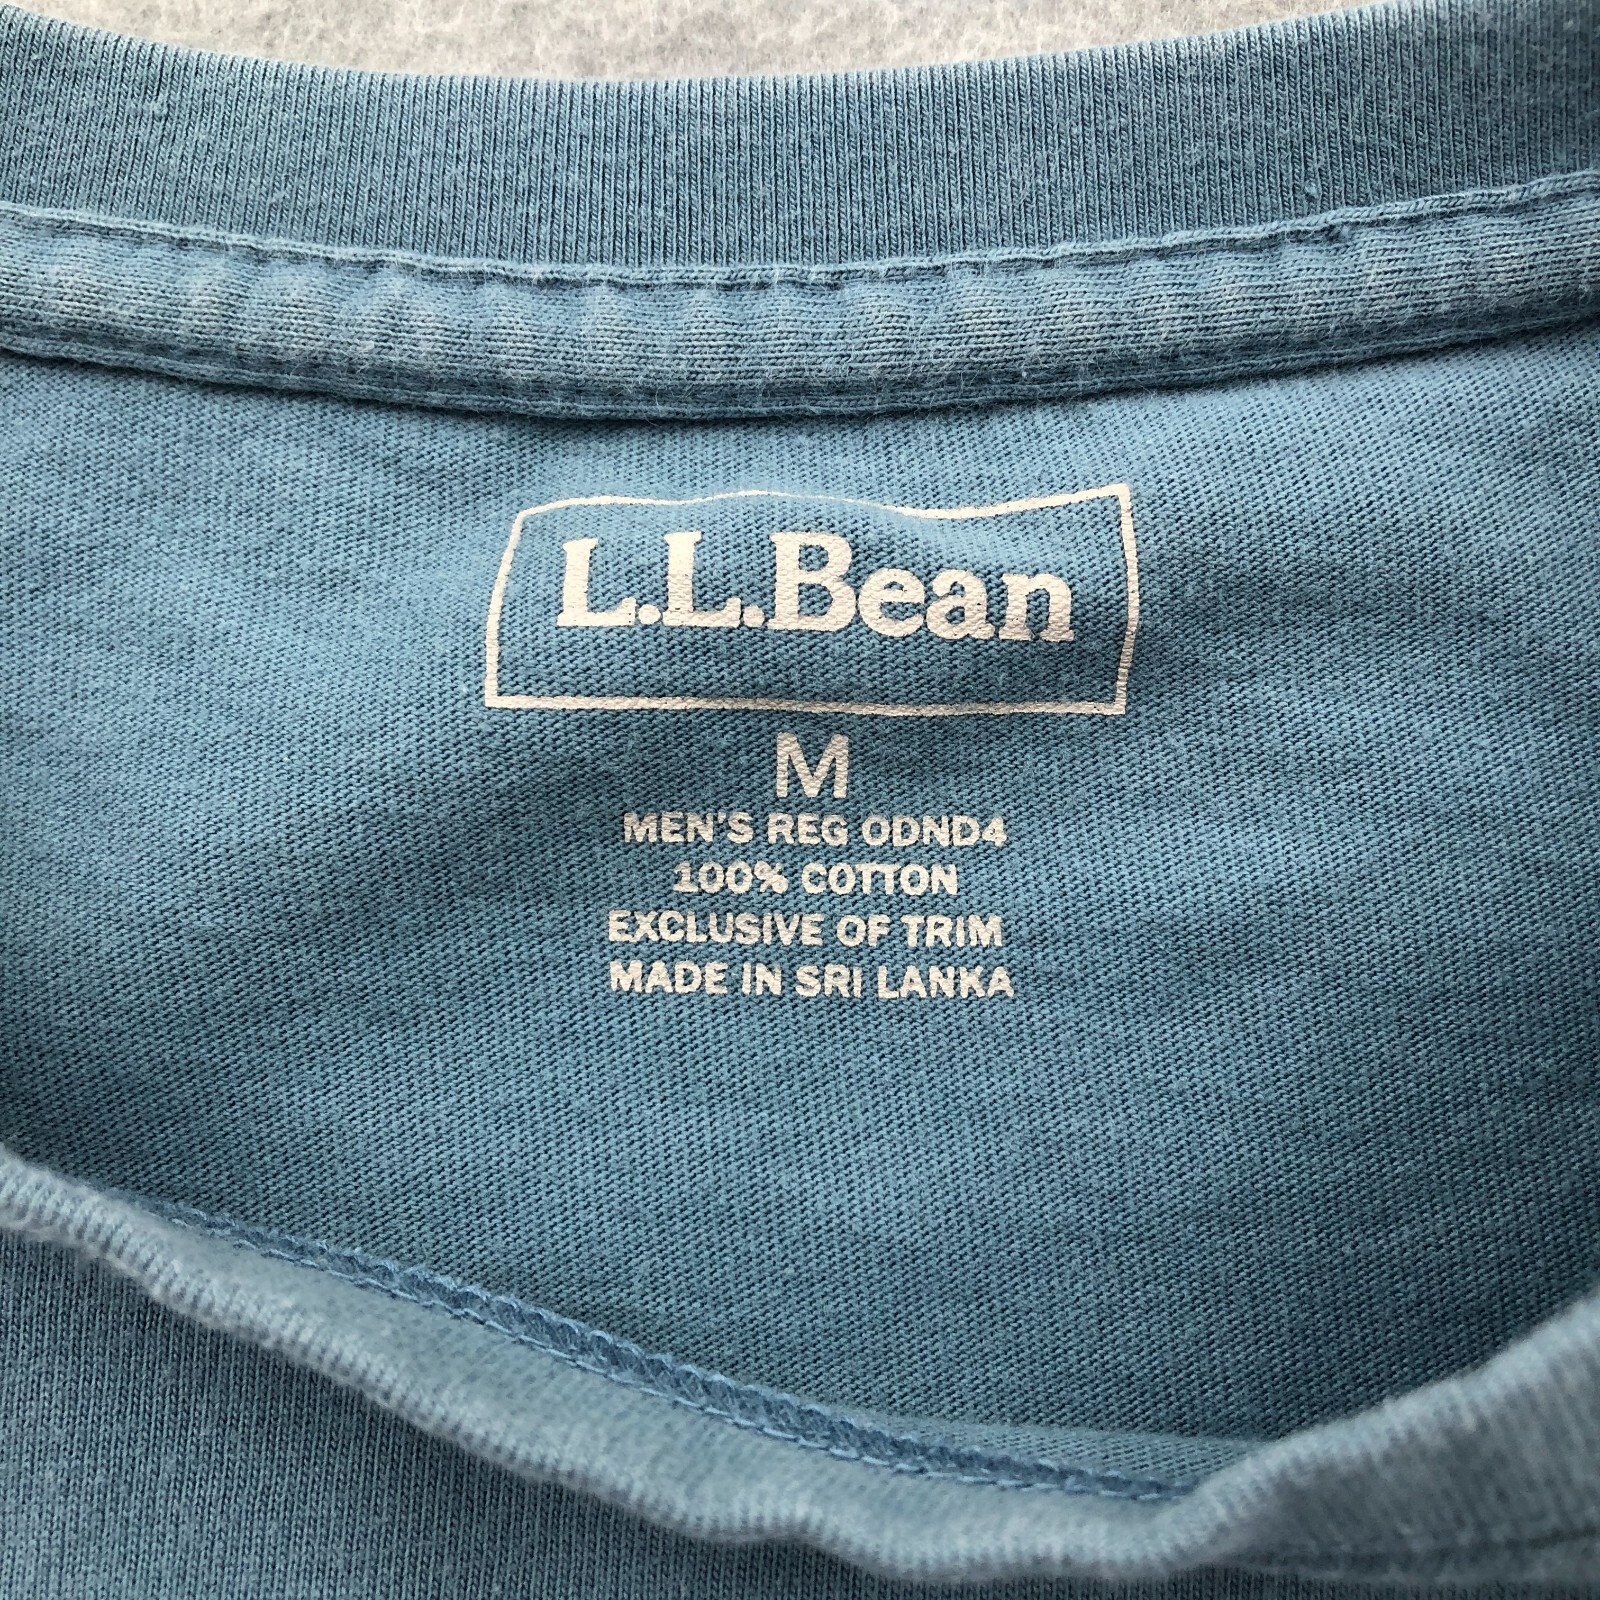 L.L.Bean
M
MEN'S REG ODND4
100% COTTON
EXCLUSIVE OF TRIM
MADE IN SRI LANKA